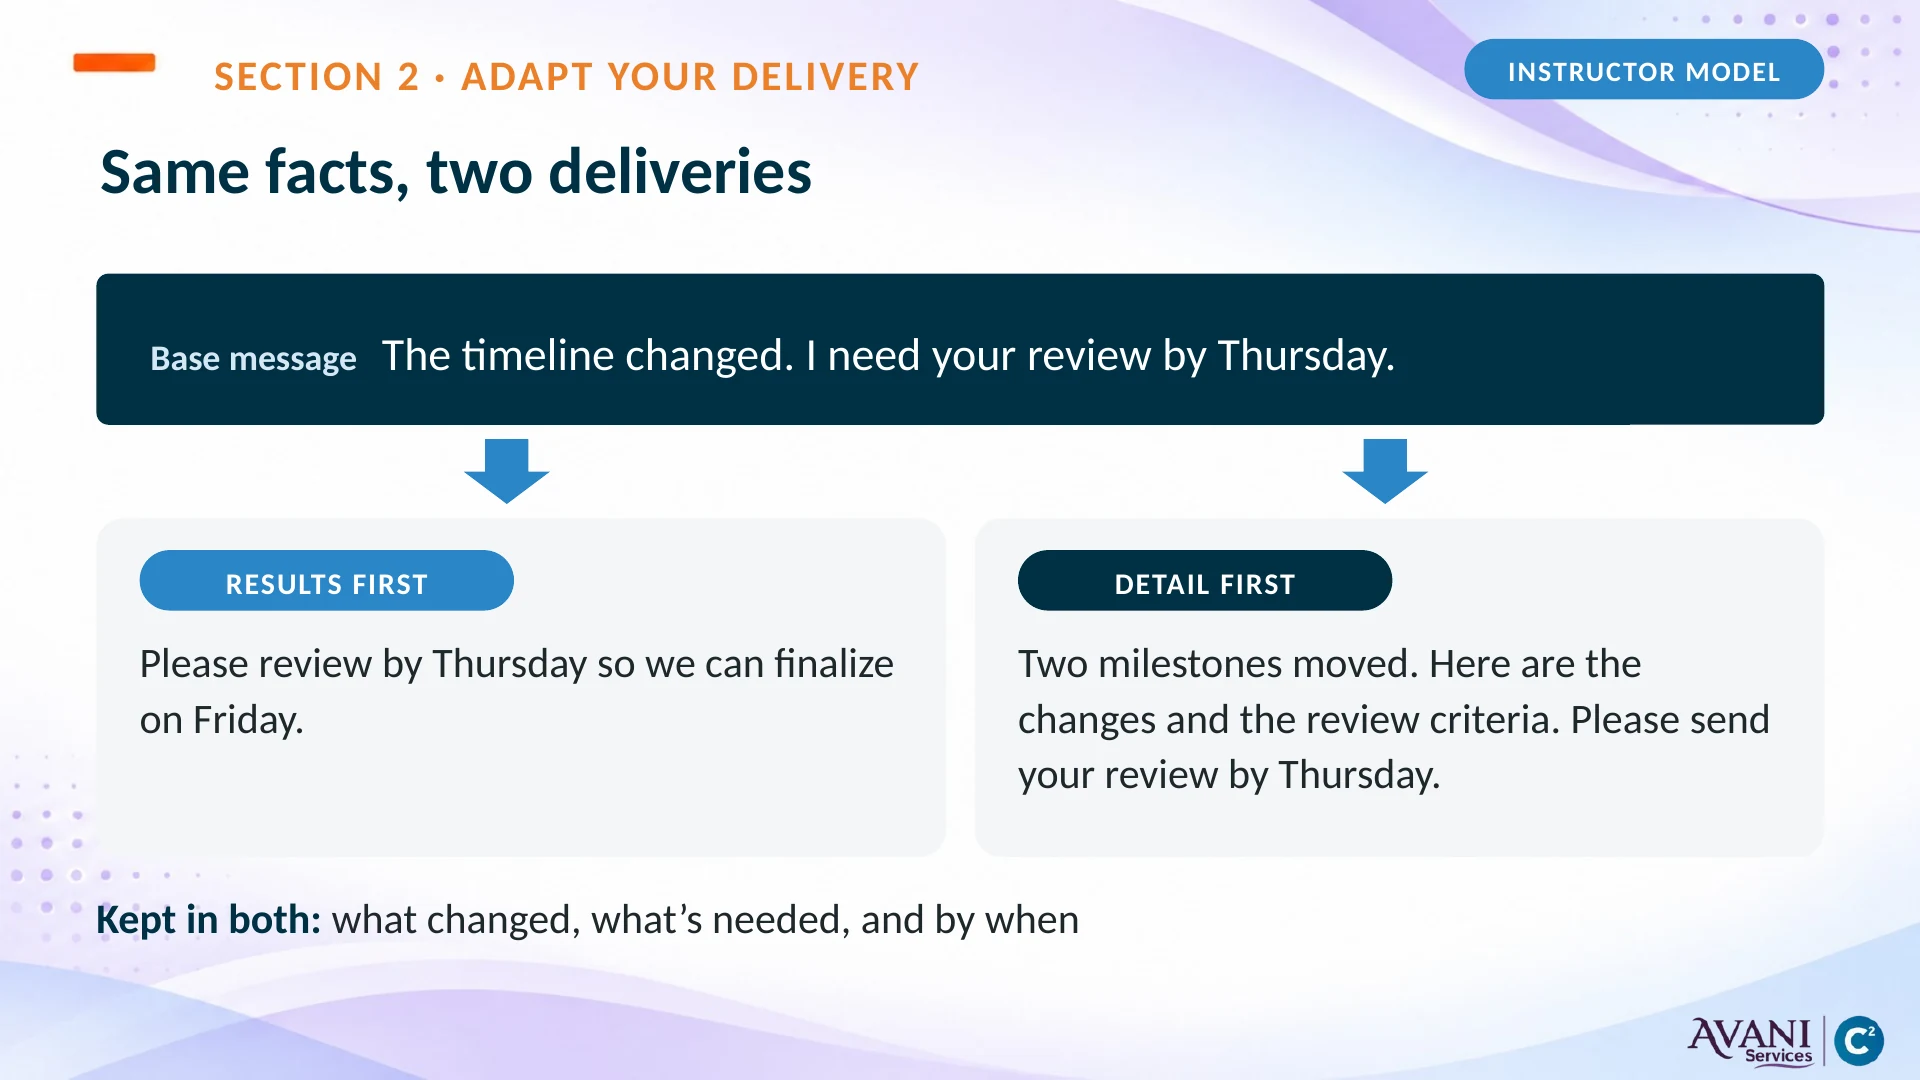 SECTION 2 · ADAPT YOUR DELIVERY
INSTRUCTOR MODEL
Same facts, two deliveries
Base message The timeline changed. I need your review by Thursday.
RESULTS FIRST
Please review by Thursday so we can finalize
on Friday.
DETAIL FIRST
Two milestones moved. Here are the
changes and the review criteria. Please send
your review by Thursday.
Kept in both: what changed, what’s needed, and by when
AVANI
Services
C²